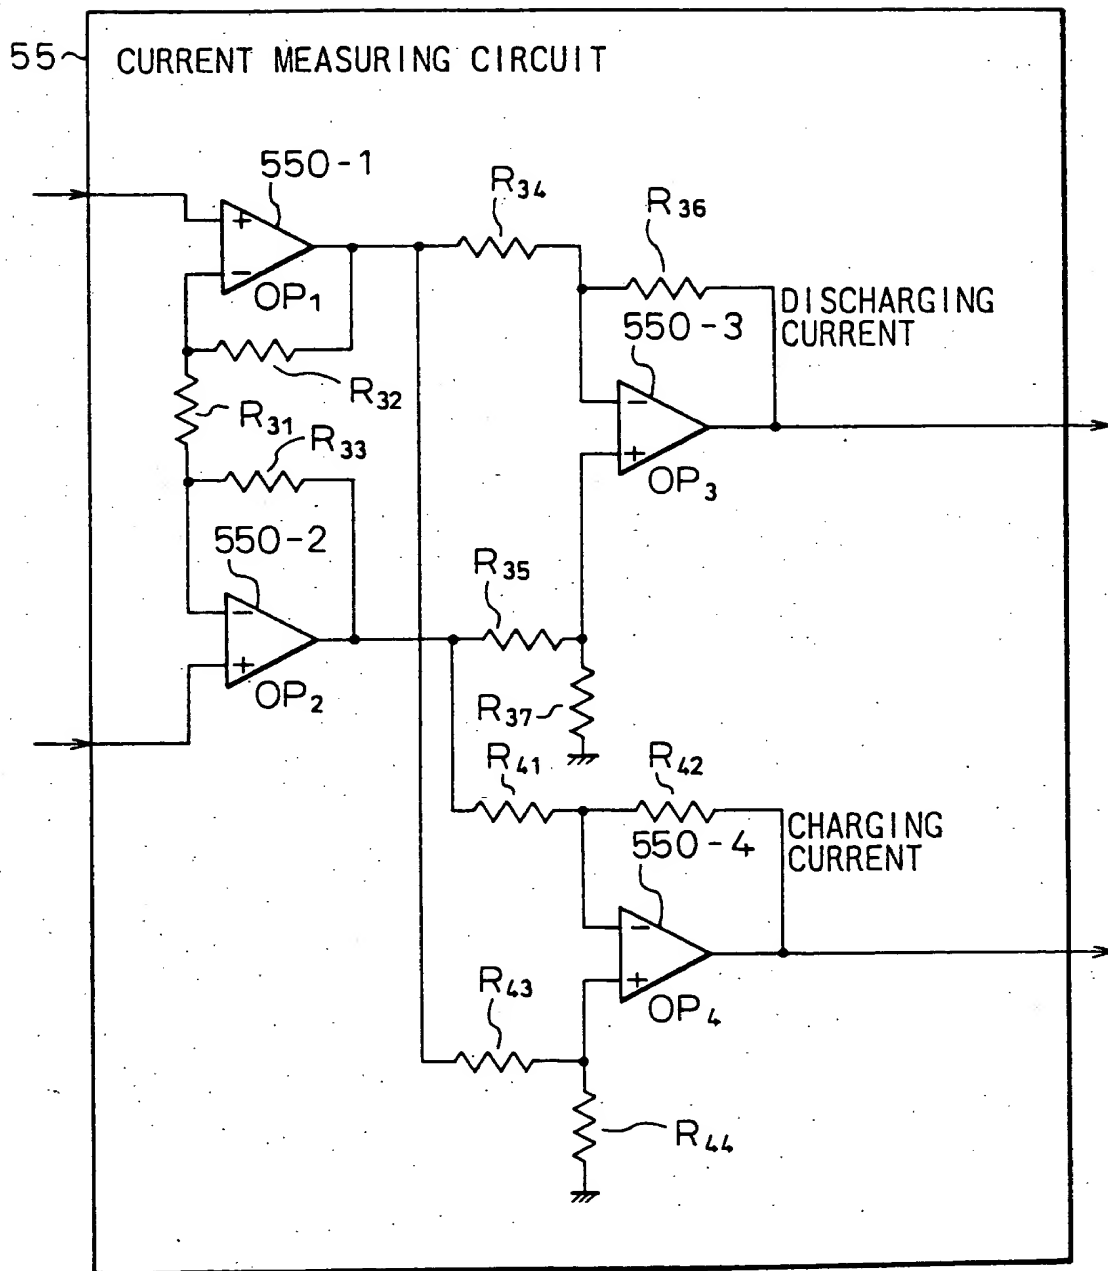 55 CURRENT MEASURING CIRCUIT
550-1
R34
R36
+
−
OP1
DISCHARGING
CURRENT
550-3
R32
−
R31
R33
+
OP3
550-2
R35
−
+
OP2
R37
R41
R42
CHARGING
CURRENT
550-4
−
R43
+
OP4
R44